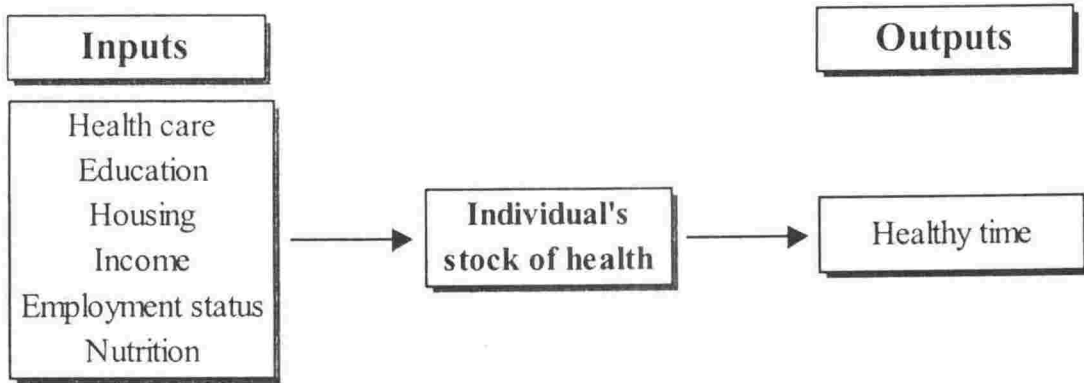 Inputs
Health care
Education
Housing
Income
Employment status
Nutrition
Individual's
stock of health
Outputs
Healthy time